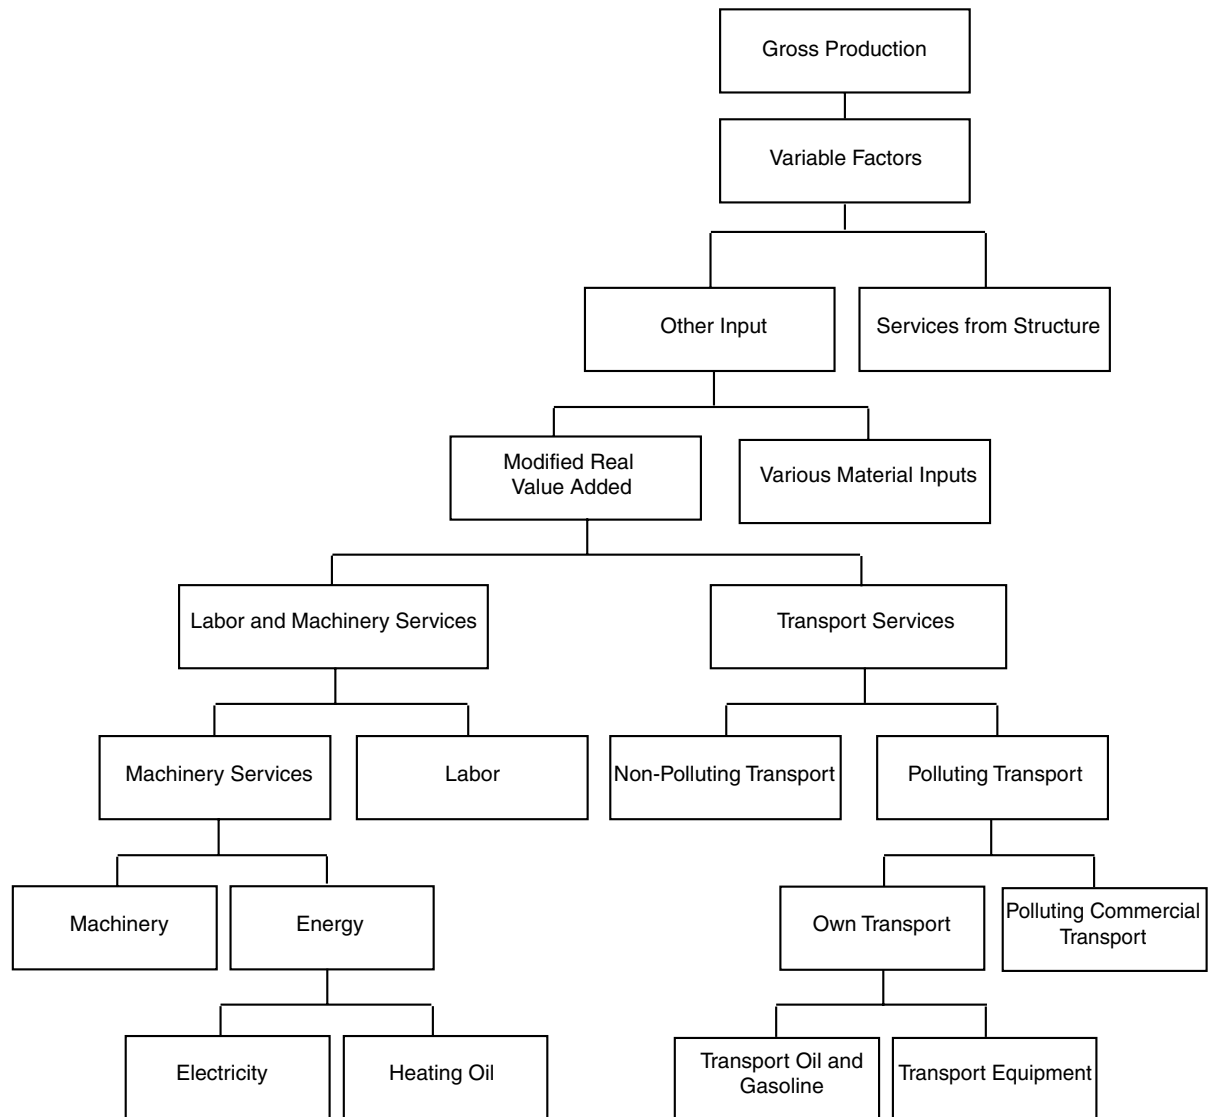 Gross Production
Variable Factors
Other Input
Services from Structure
Modified Real
Value Added
Various Material Inputs
Labor and Machinery Services
Transport Services
Machinery Services
Labor
Non-Polluting Transport
Polluting Transport
Machinery
Energy
Own Transport
Polluting Commercial
Transport
Electricity
Heating Oil
Transport Oil and
Gasoline
Transport Equipment